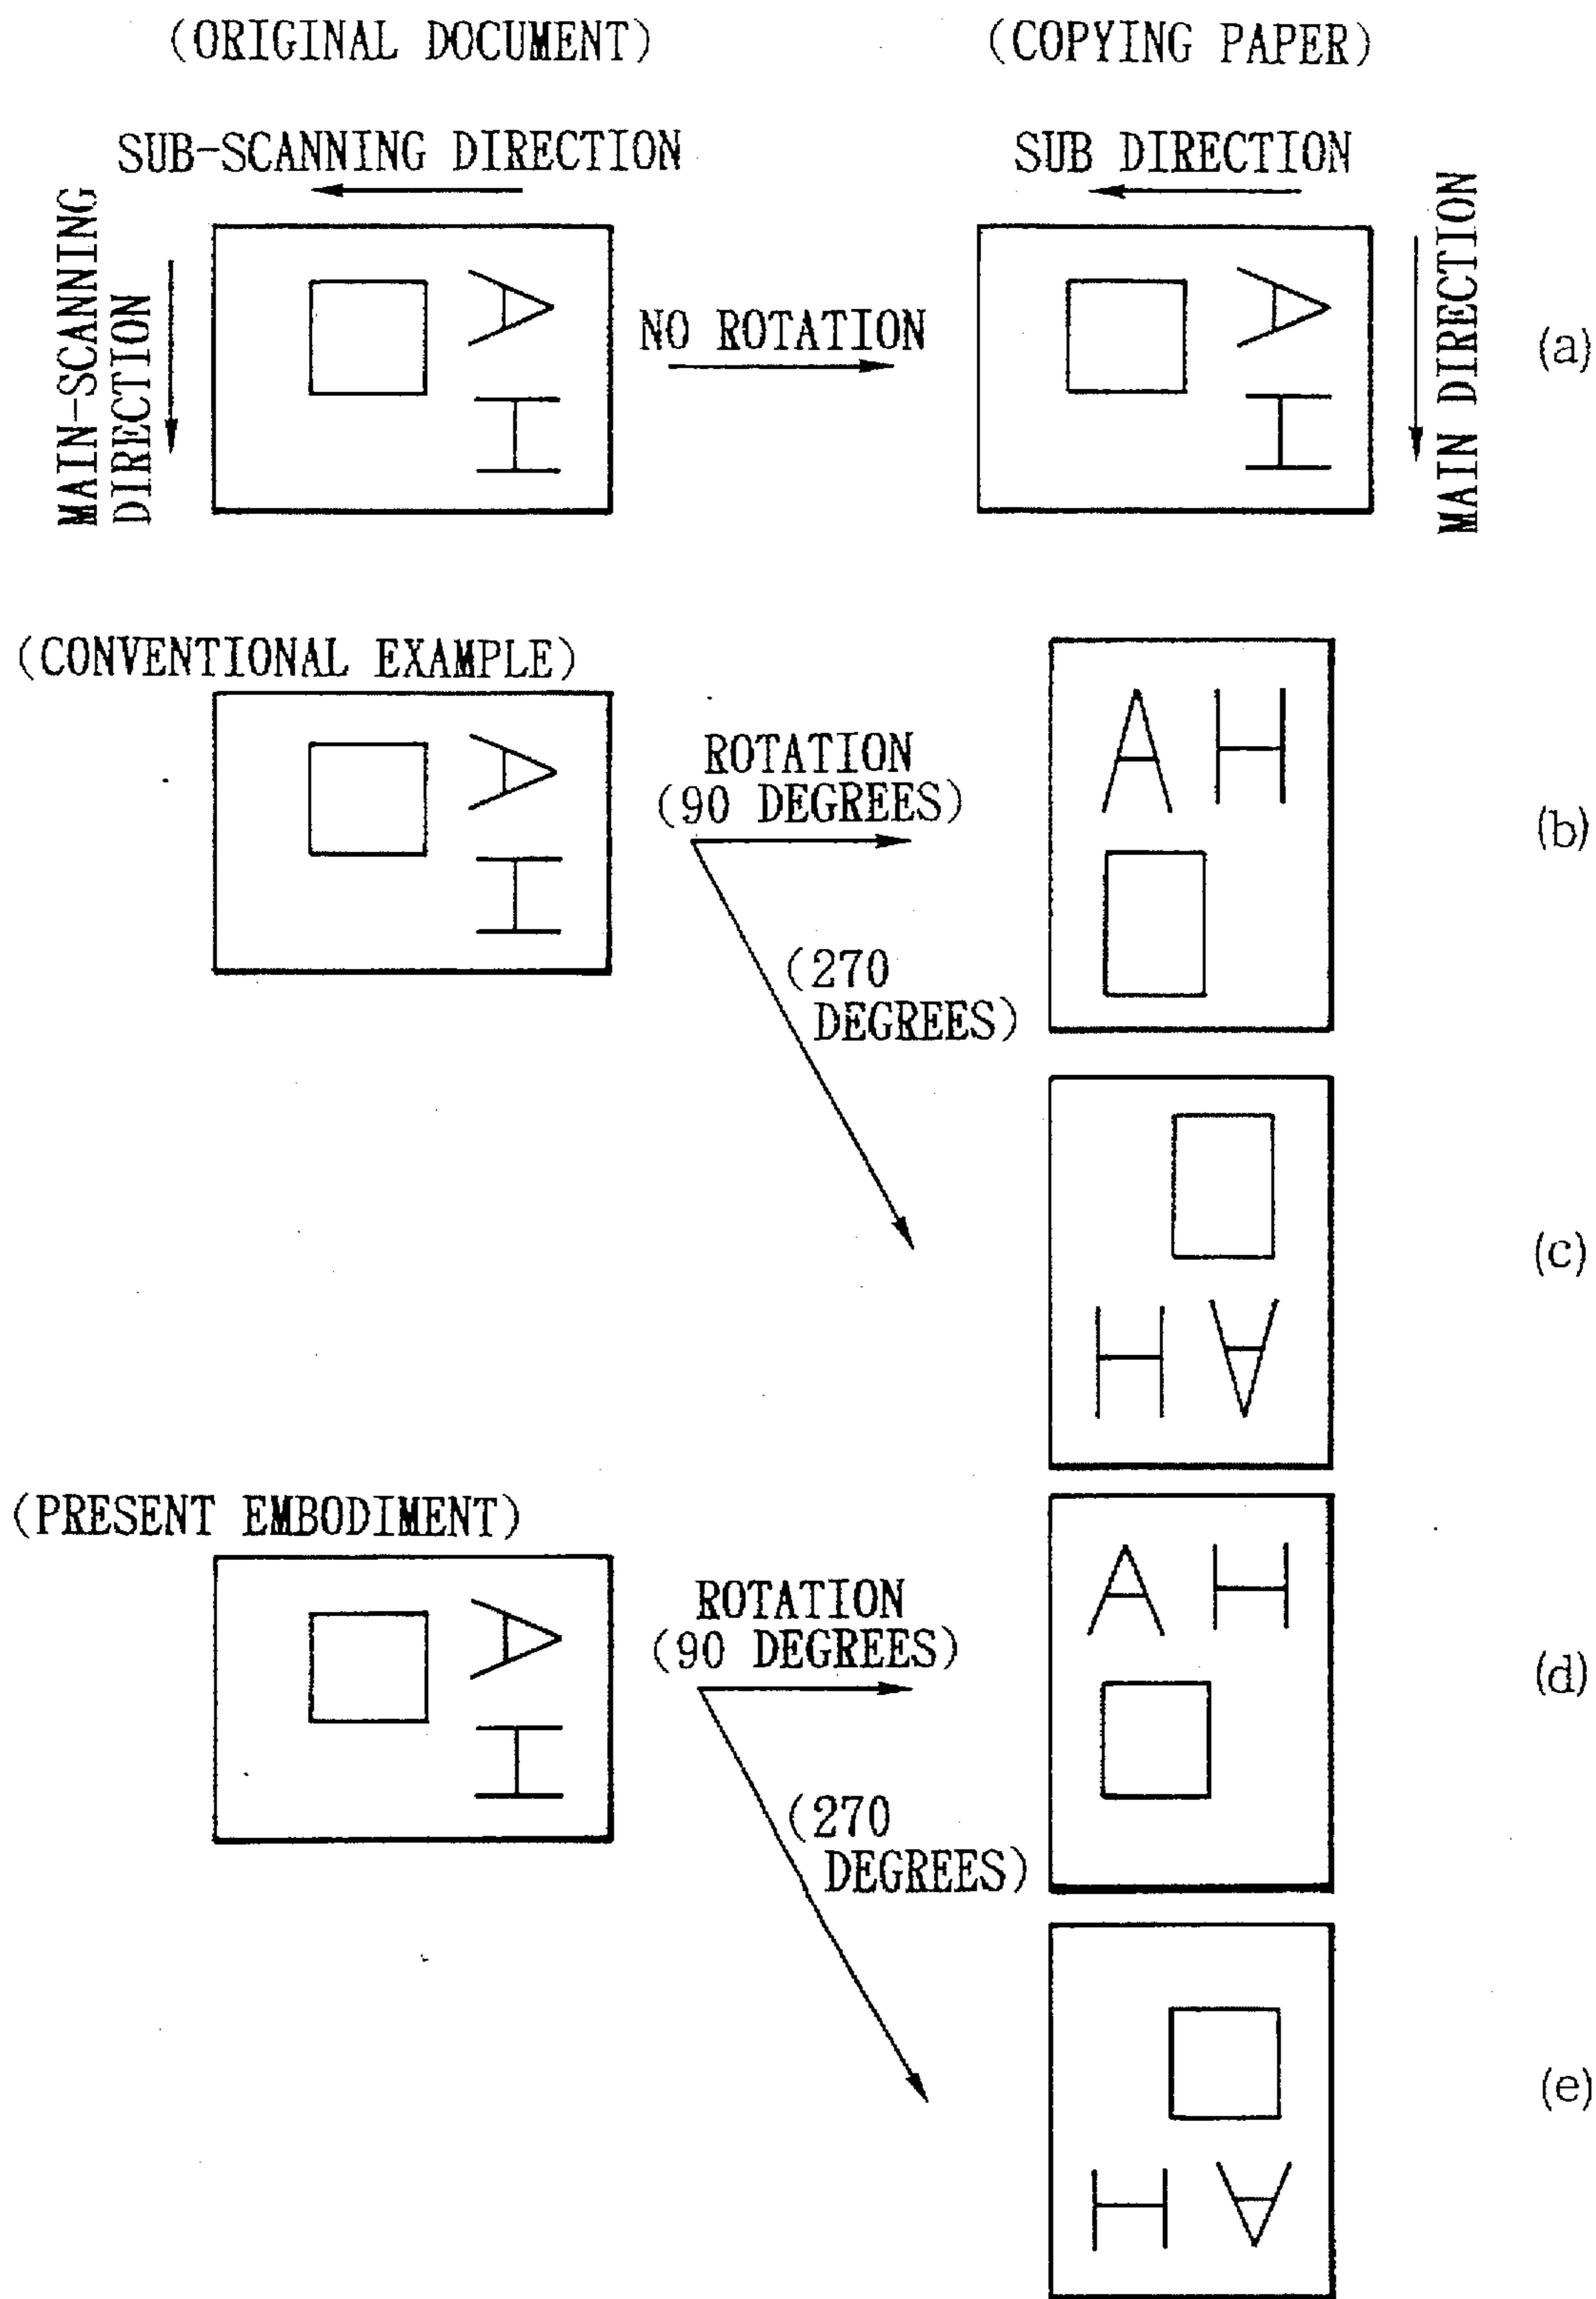 (ORIGINAL DOCUMENT)
(COPYING PAPER)
SUB-SCANNING DIRECTION
SUB DIRECTION
MAIN-SCANNING
DIRECTION
A
H
NO ROTATION
A
H
MAIN DIRECTION
(a)
(CONVENTIONAL EXAMPLE)
A
H
ROTATION
(90 DEGREES)
A H
(b)
(270
DEGREES)
H A
(c)
(PRESENT EMBODIMENT)
A
H
ROTATION
(90 DEGREES)
A H
(d)
(270
DEGREES)
H A
(e)